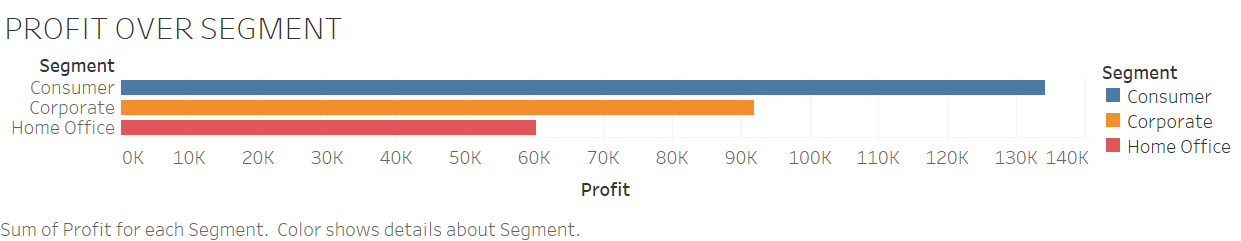 PROFIT OVER SEGMENT
Segment
Consumer
Corporate
Home Office
0K 10K 20K 30K 40K 50K 60K 70K 80K 90K 100K 110K 120K 130K 140K
Profit
Segment
Consumer
Corporate
Home Office
Sum of Profit for each Segment. Color shows details about Segment.